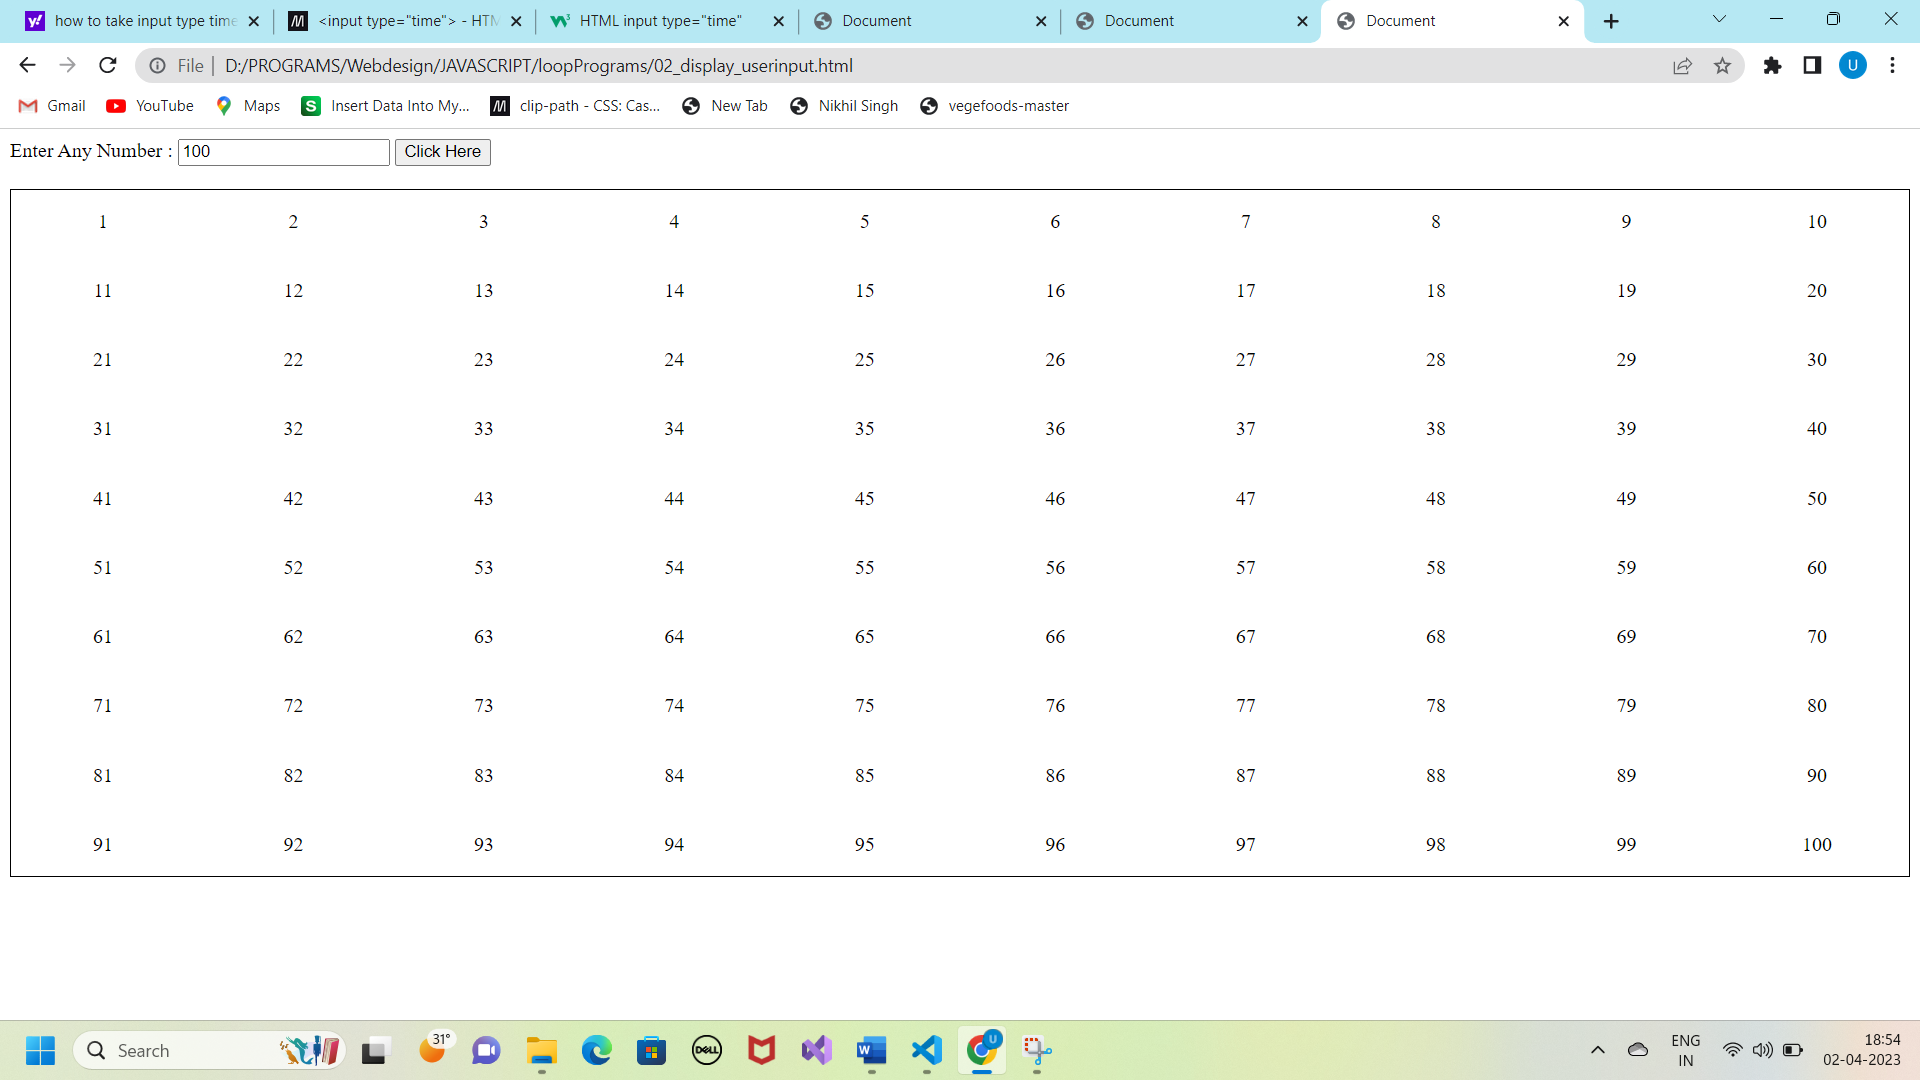 how to take input type time
<input type="time"> - HTM
HTML input type="time"
Document
Document
Document
File | D:/PROGRAMS/Webdesign/JAVASCRIPT/loopPrograms/02_display_userinput.html
U
Gmail YouTube Maps Insert Data Into My... clip-path - CSS: Cas... New Tab Nikhil Singh vegefoods-master
Enter Any Number : 100 Click Here
1 2 3 4 5 6 7 8 9 10
11 12 13 14 15 16 17 18 19 20
21 22 23 24 25 26 27 28 29 30
31 32 33 34 35 36 37 38 39 40
41 42 43 44 45 46 47 48 49 50
51 52 53 54 55 56 57 58 59 60
61 62 63 64 65 66 67 68 69 70
71 72 73 74 75 76 77 78 79 80
81 82 83 84 85 86 87 88 89 90
91 92 93 94 95 96 97 98 99 100
Search
31°
DELL
U
ENG
IN
18:54
02-04-2023